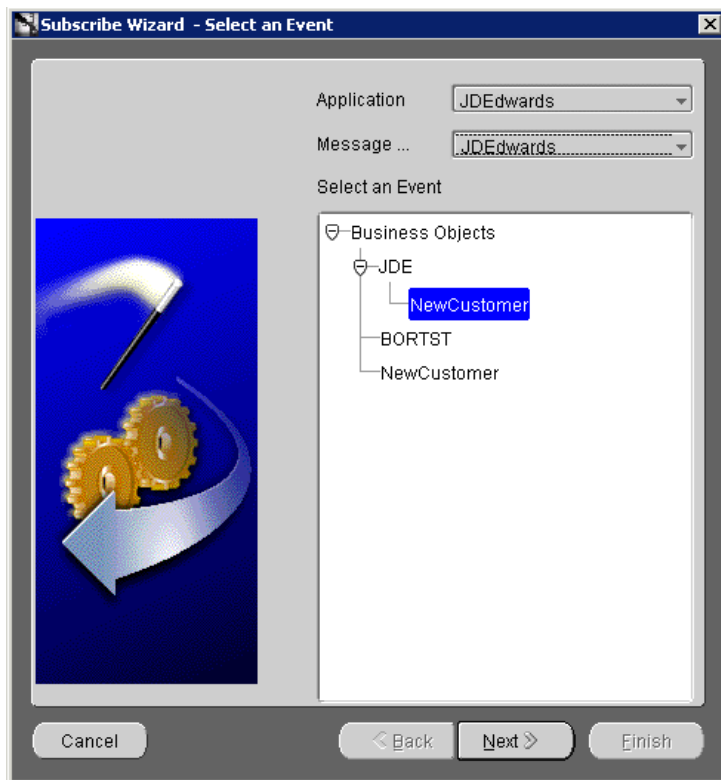 Subscribe Wizard - Select an Event
Application JDEdwards
Message ... JDEdwards
Select an Event
Business Objects
JDE
NewCustomer
BORTST
NewCustomer
Cancel Back Next Finish